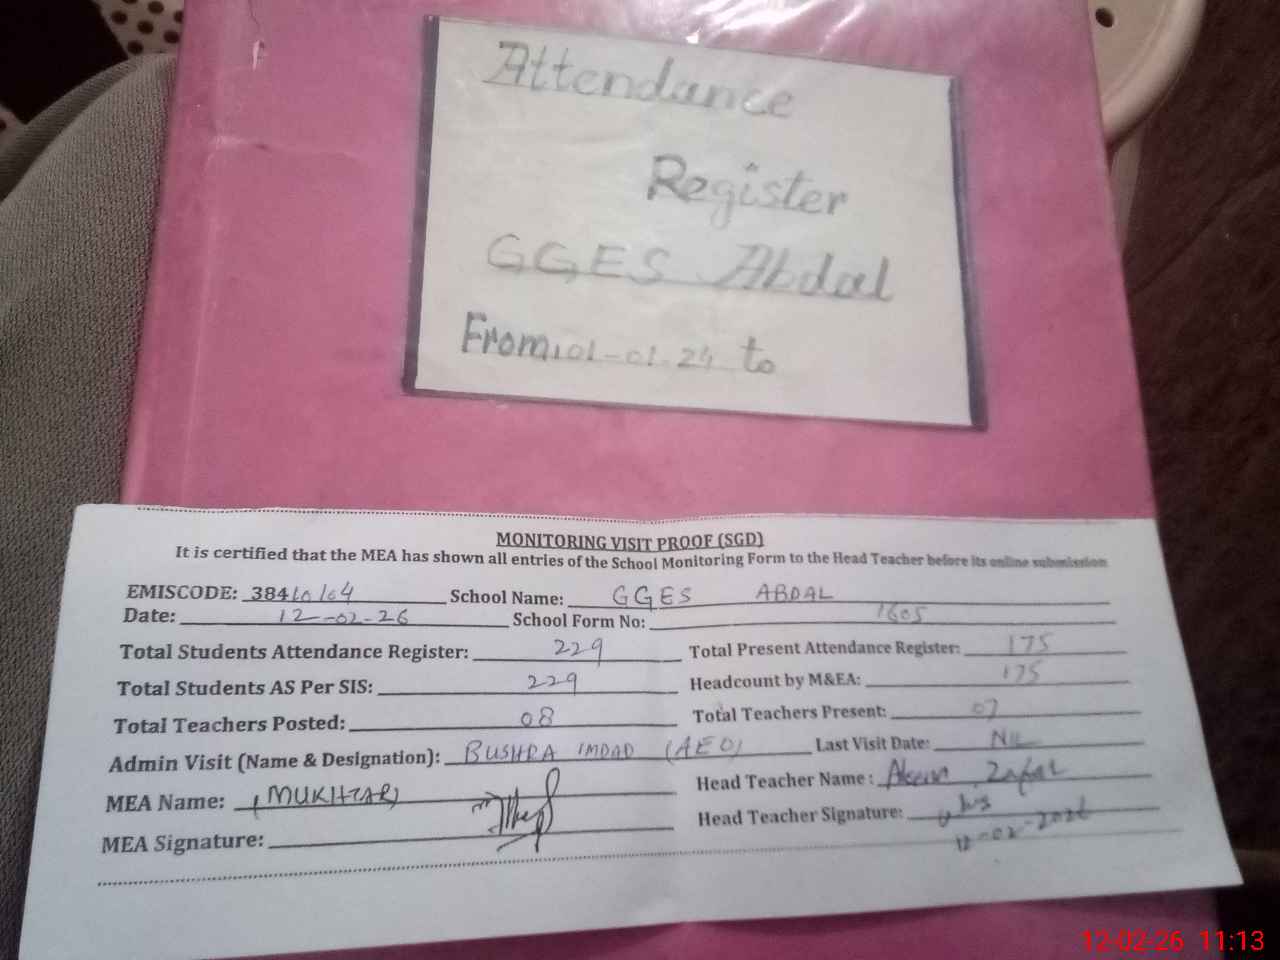 Attendance
Register
GGES Abdal
From 01-01-24 to
MONITORING VISIT PROOF (SGD)
It is certified that the MEA has shown all entries of the School Monitoring Form to the Head Teacher before its online submission
EMISCODE: 38410104 School Name: GGES ABDAL
Date: 12-02-26 School Form No: 1605
Total Students Attendance Register: 229 Total Present Attendance Register: 175
Total Students AS Per SIS: 229 Headcount by M&EA: 175
Total Teachers Posted: 08 Total Teachers Present: 07
Admin Visit (Name & Designation): BUSHRA IMDAD (AEO) Last Visit Date: NIL
MEA Name: (MUKHTAR) Head Teacher Name: Zafar
MEA Signature: Head Teacher Signature:
12-02-2026
12-02-26 11:13